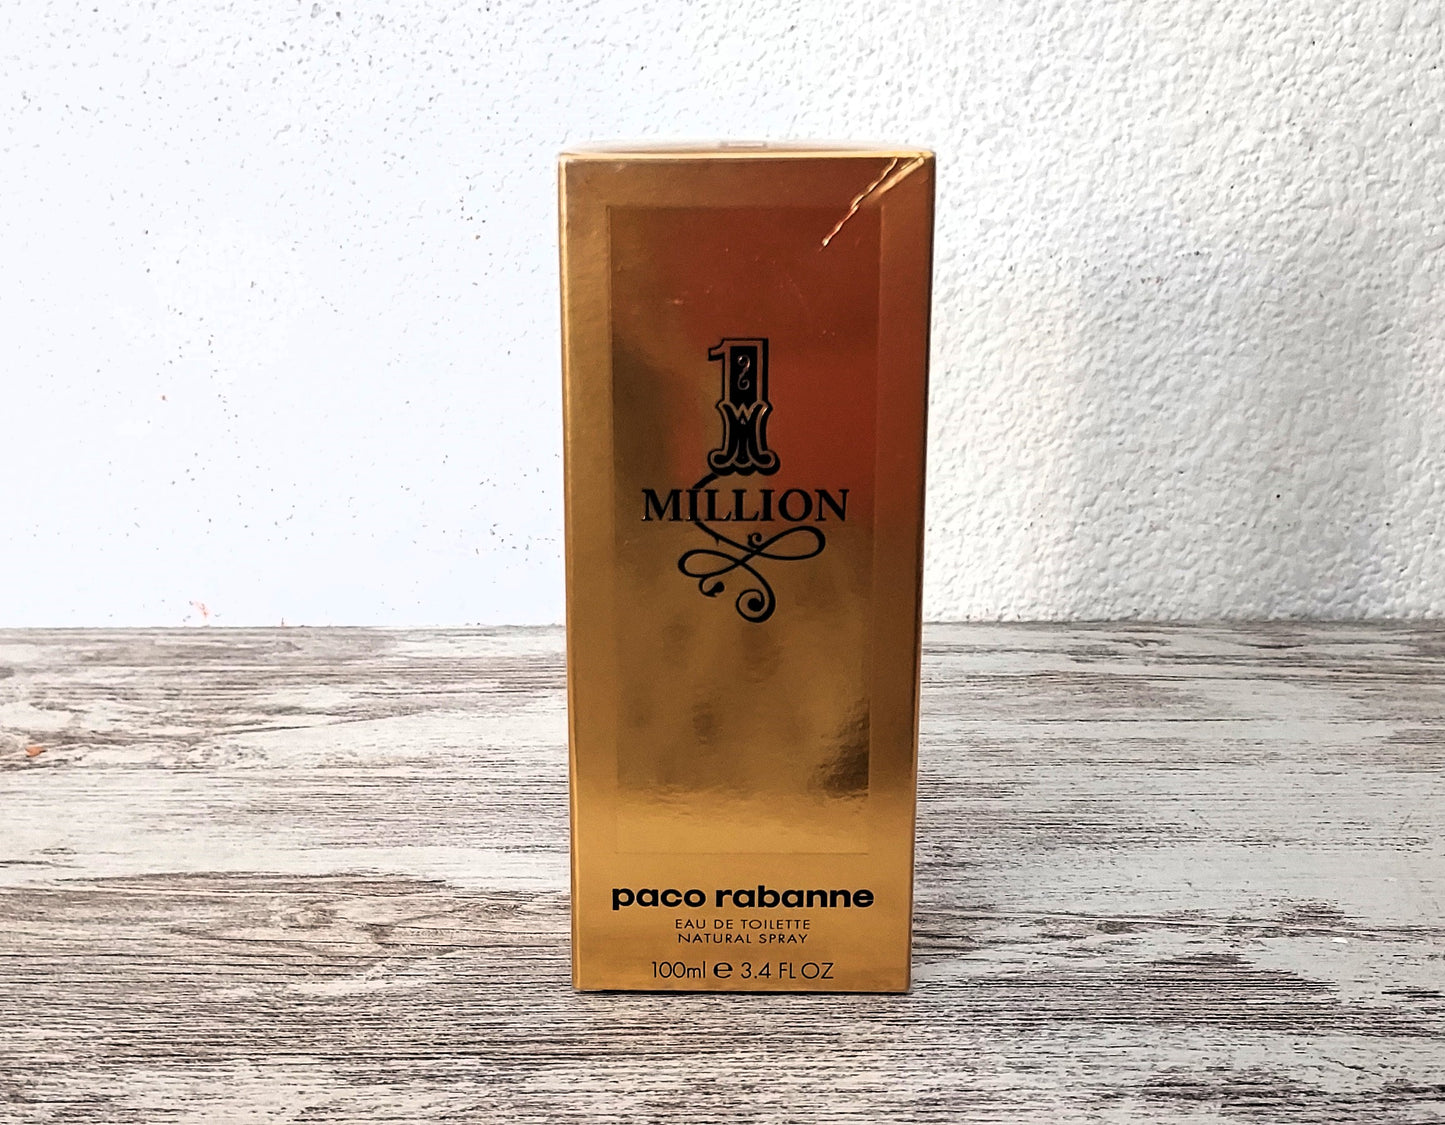 1
MILLION
paco rabanne
EAU DE TOILETTE
NATURAL SPRAY
100ml ℮ 3.4 FL OZ